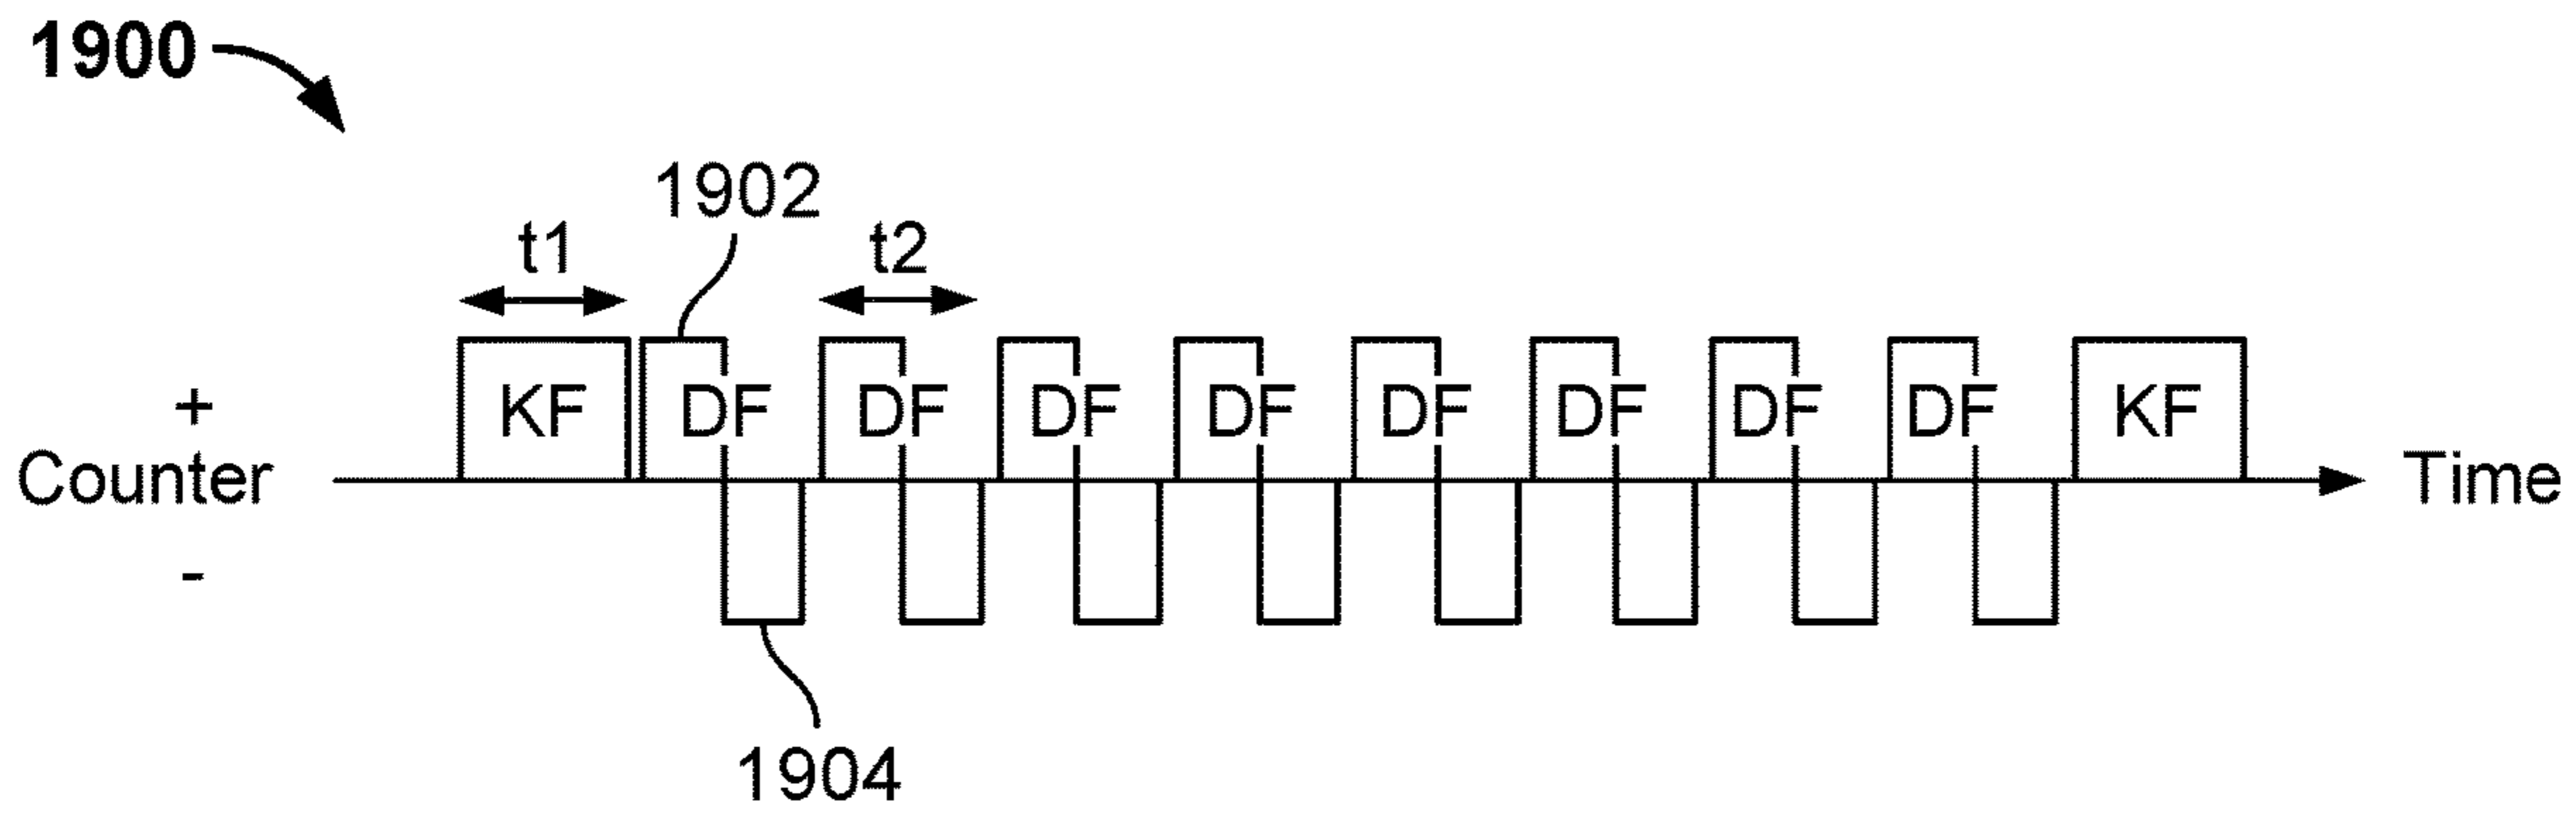 1900
1902
t1 t2
KF DF DF DF DF DF DF DF DF KF
+
Counter
-
Time
1904